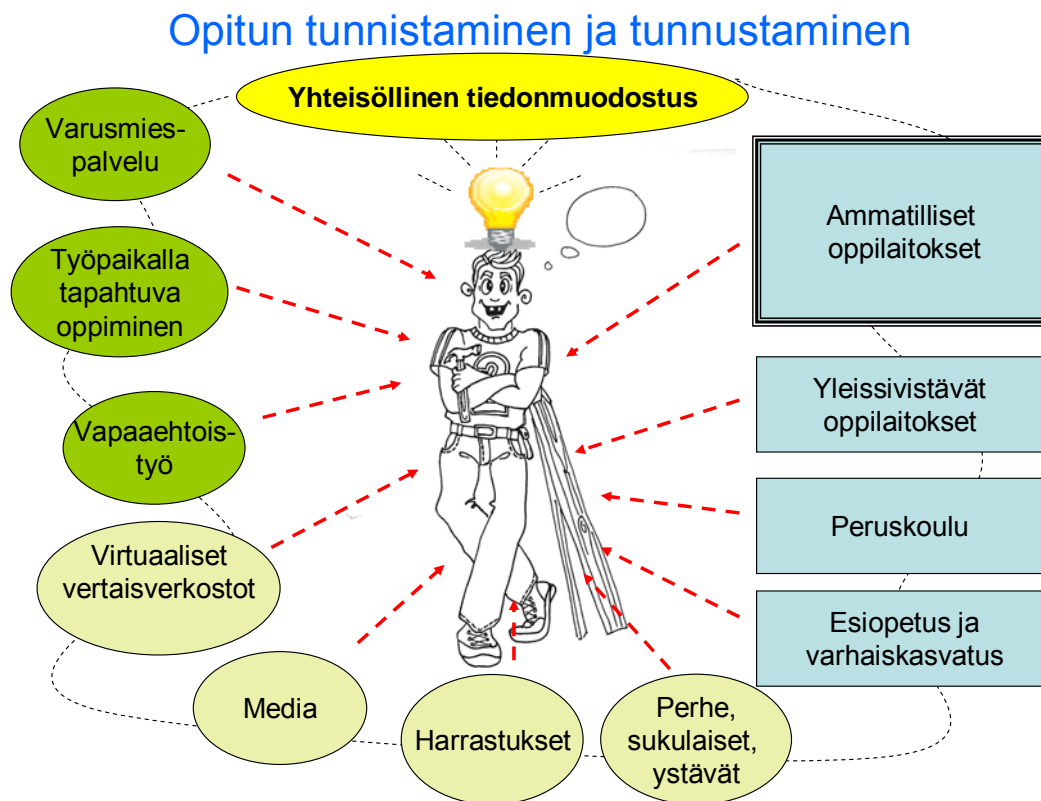 Opitun tunnistaminen ja tunnustaminen
Yhteisöllinen tiedonmuodostus
Varusmies-
palvelu
Työpaikalla
tapahtuva
oppiminen
Vapaaehtois-
työ
Virtuaaliset
vertaisverkostot
Media
Harrastukset
Perhe,
sukulaiset,
ystävät
Ammatilliset
oppilaitokset
Yleissivistävät
oppilaitokset
Peruskoulu
Esiopetus ja
varhaiskasvatus